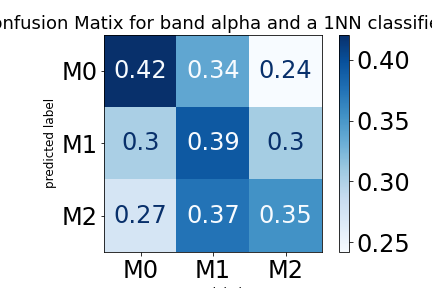 onfusion Matix for band alpha and a 1NN classifie
predicted label
M0 0.42 0.34 0.24
M1 0.3 0.39 0.3
M2 0.27 0.37 0.35
M0 M1 M2
0.40
0.35
0.30
0.25